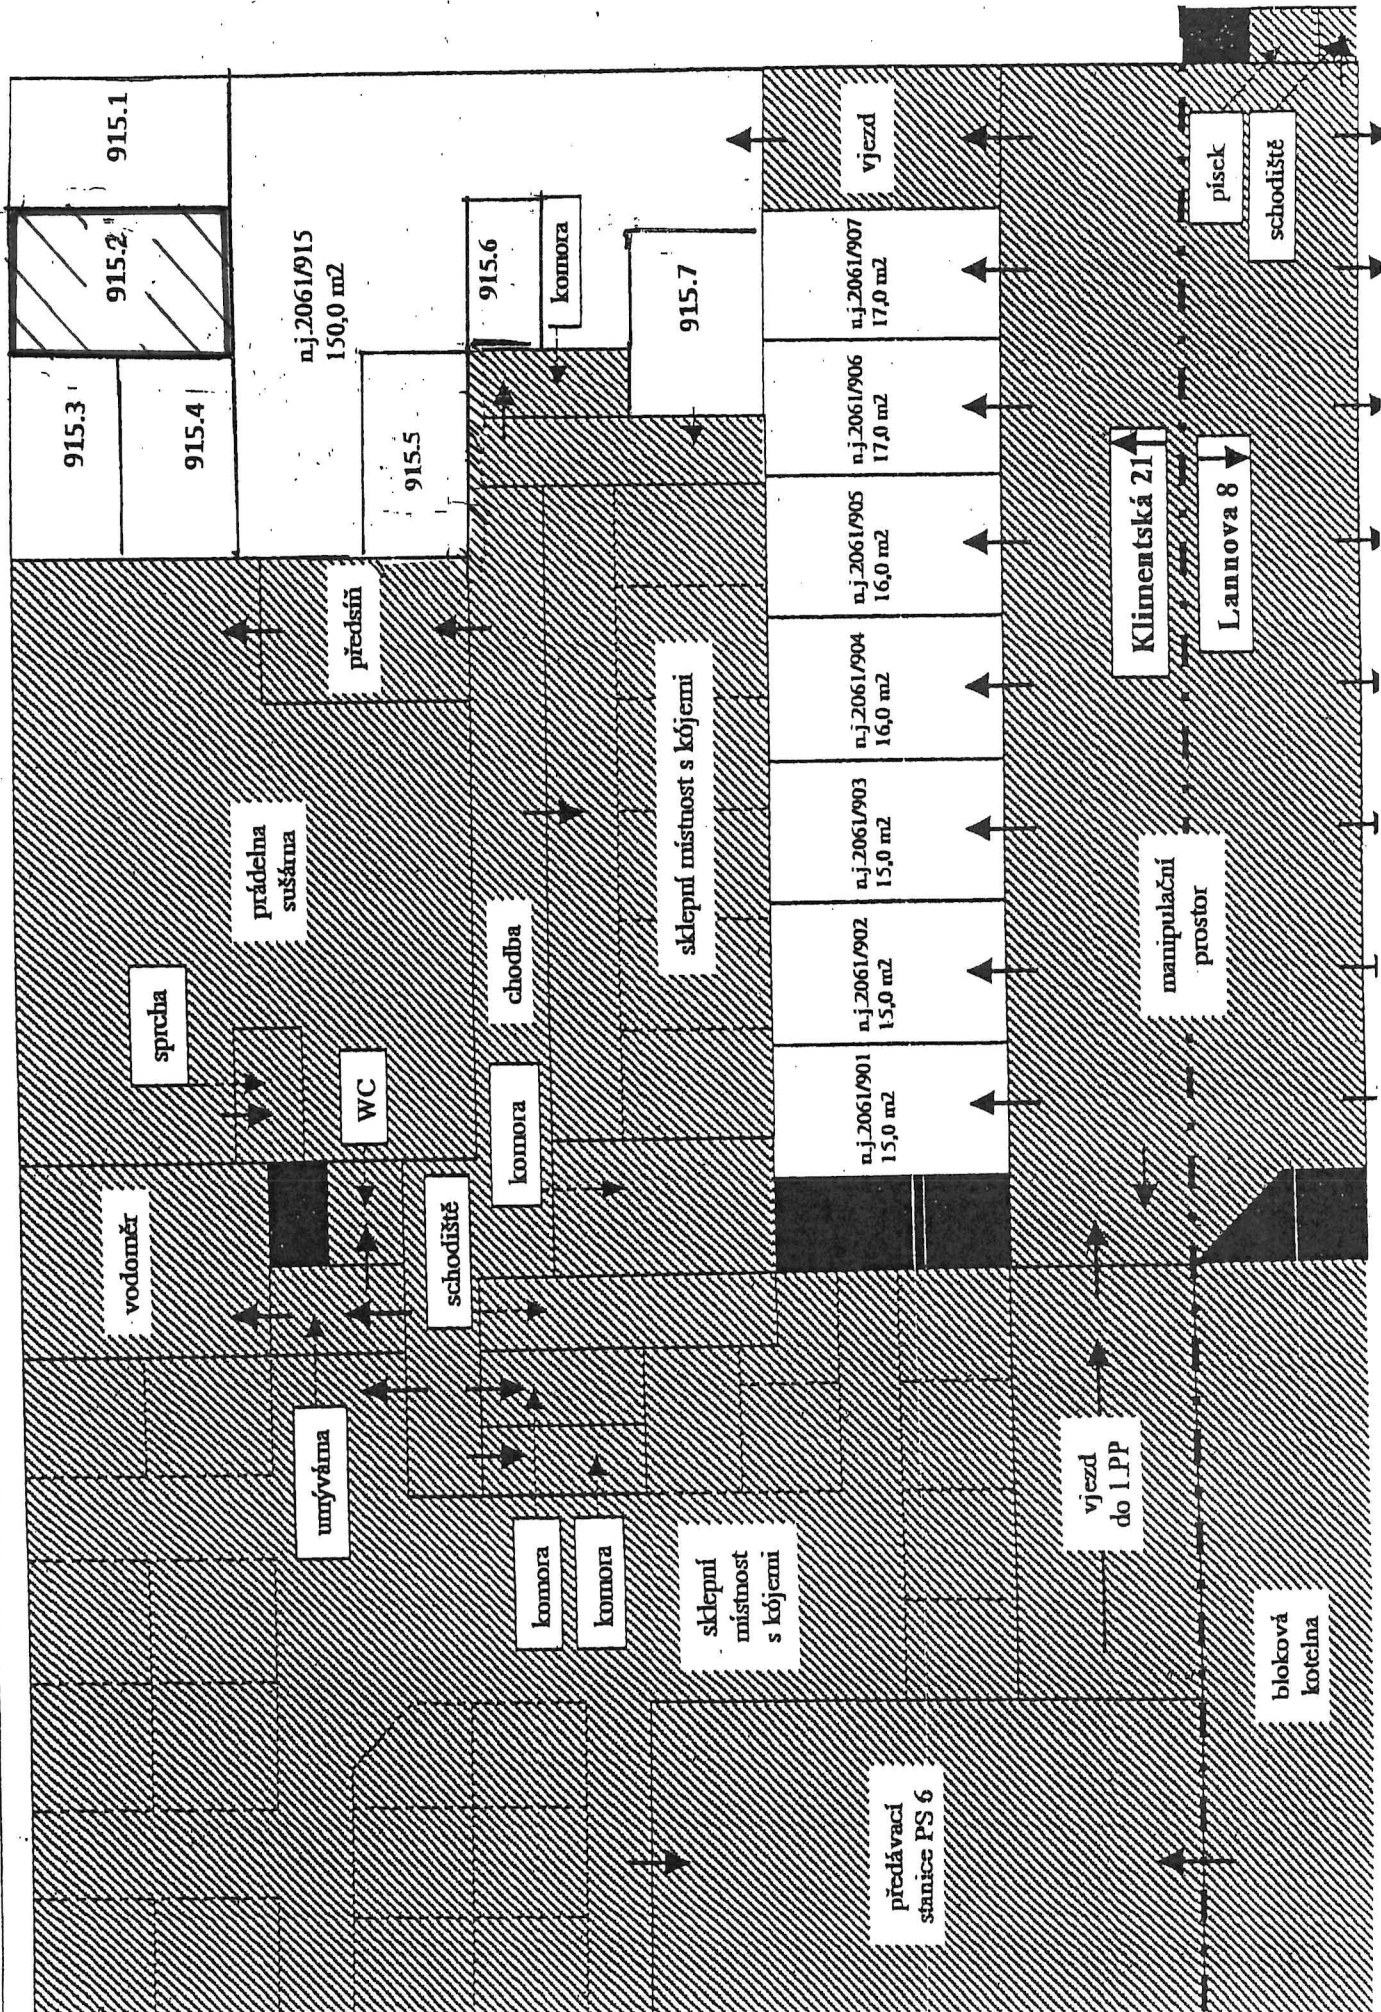 915.1
915.2
915.3
915.4
n.j.2061/915
150,0 m2
915.5
915.6
komora
915.7
předsíň
prádelna
sušárna
sprcha
WC
vodoměr
umývárna
schodiště
chodba
komora
sklepní místnost s kójemi
komora
komora
sklepní
místnost
s kójemi
vjezd
n.j.2061/907
17,0 m2
n.j.2061/906
17,0 m2
n.j.2061/905
16,0 m2
n.j.2061/904
16,0 m2
n.j.2061/903
15,0 m2
n.j.2061/902
15,0 m2
n.j.2061/901
15,0 m2
předávací
stanice PS 6
vjezd
do 1.PP
Klimentská 21
Lannova 8
manipulační
prostor
písek
schodiště
bloková
kotelna